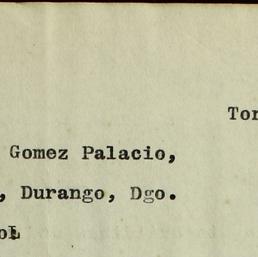 Tor
Gomez Palacio,
, Durango, Dgo.